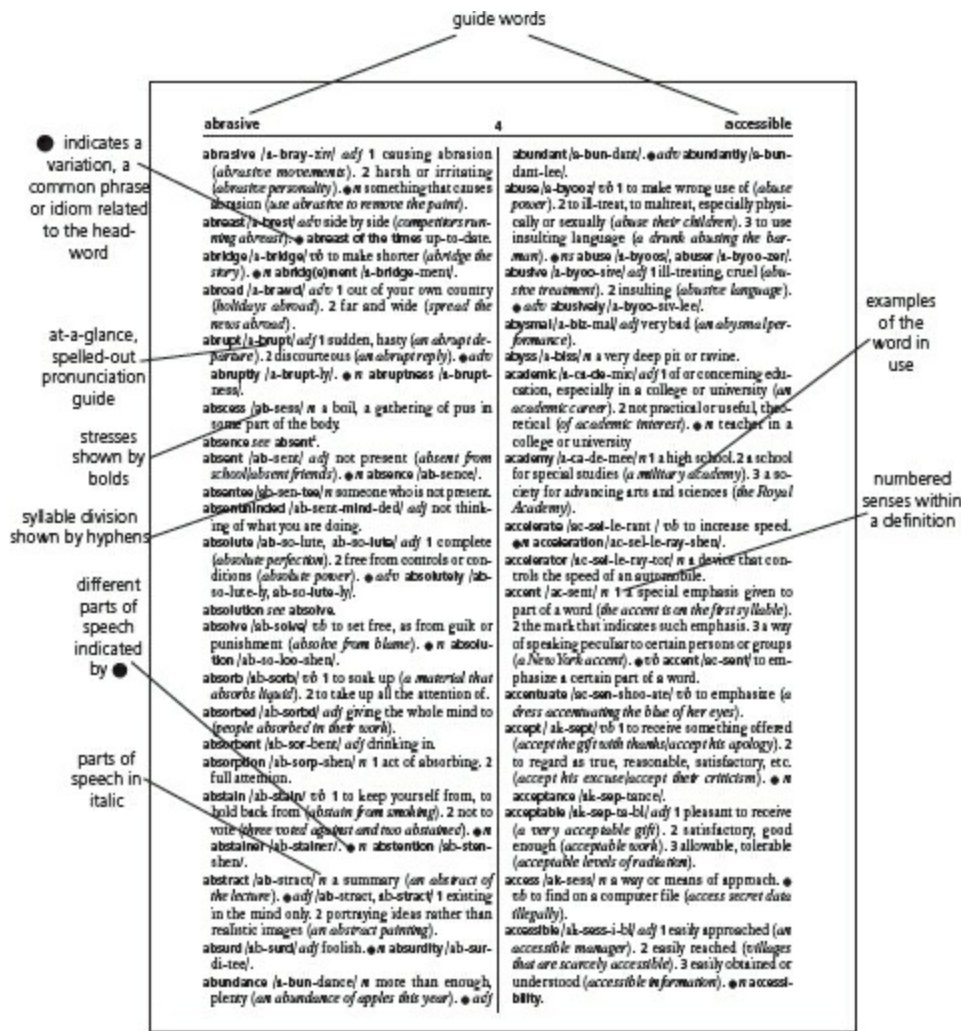 guide words
abrasive 4 accessible
● indicates a
variation, a
common phrase
or idiom related
to the head-
word
at-a-glance,
spelled-out
pronunciation
guide
stresses
shown by
bolds
syllable division
shown by hyphens
different
parts of
speech
indicated
by ●
parts of
speech in
italic
abrasive /a-bray-ziv/ adj 1 causing abrasion
(abrasive movements). 2 harsh or irritating
(abrasive personality). ●n something that causes
abrasion (use abrasive to remove the paint).
abreast /a-brest/ adv side by side (competitors run-
ning abreast). ● abreast of the times up-to-date.
abridge /a-bridge/ vb to make shorter (abridge the
story). ●n abridg(e)ment /a-bridge-ment/.
abroad /a-brawd/ adv 1 out of your own country
(holidays abroad). 2 far and wide (spread the
news abroad).
abrupt /a-brupt/ adj 1 sudden, hasty (an abrupt de-
parture). 2 discourteous (an abrupt reply). ●adv
abruptly /a-brupt-ly/. ●n abruptness /a-brupt-
ness/.
abscess /ab-sess/ n a boil, a gathering of pus in
some part of the body.
absence see absent¹.
absent /ab-sent/ adj not present (absent from
school/absent friends). ●n absence /ab-sence/.
absentee /ab-sen-tee/ n someone who is not present.
absentminded /ab-sent-mind-ded/ adj not think-
ing of what you are doing.
absolute /ab-so-lute, ab-so-lute/ adj 1 complete
(absolute perfection). 2 free from controls or con-
ditions (absolute power). ●adv absolutely /ab-
so-lute-ly, ab-so-lute-ly/.
absolution see absolve.
absolve /ab-solve/ vb to set free, as from guilt or
punishment (absolve from blame). ●n absolu-
tion /ab-so-loo-shen/.
absorb /ab-sorb/ vb 1 to soak up (a material that
absorbs liquid). 2 to take up all the attention of.
absorbed /ab-sorbd/ adj giving the whole mind to
(people absorbed in their work).
absorbent /ab-sor-bent/ adj drinking in.
absorption /ab-sorp-shen/ n 1 act of absorbing. 2
full attention.
abstain /ab-stain/ vb 1 to keep yourself from, to
hold back from (abstain from smoking). 2 not to
vote (three voted against and two abstained). ●n
abstainer /ab-stainer/. ●n abstention /ab-sten-
shen/.
abstract /ab-stract/ n a summary (an abstract of
the lecture). ●adj /ab-stract, ab-stract/ 1 existing
in the mind only. 2 portraying ideas rather than
realistic images (an abstract painting).
absurd /ab-surd/ adj foolish. ●n absurdity /ab-sur-
di-tee/.
abundance /a-bun-dance/ n more than enough,
plenty (an abundance of apples this year). ●adj
abundant /a-bun-dant/. ●adv abundantly /a-bun-
dant-lee/.
abuse /a-byooz/ vb 1 to make wrong use of (abuse
power). 2 to ill-treat, to maltreat, especially physi-
cally or sexually (abuse their children). 3 to use
insulting language (a drunk abusing the bar-
man). ●ns abuse /a-byoos/, abuser /a-byoo-zer/.
abusive /a-byoo-sive/ adj 1 ill-treating, cruel (abu-
sive treatment). 2 insulting (abusive language).
●adv abusively /a-byoo-siv-lee/.
abysmal /a-biz-mal/ adj very bad (an abysmal per-
formance).
abyss /a-biss/ n a very deep pit or ravine.
academic /a-ca-de-mic/ adj 1 of or concerning edu-
cation, especially in a college or university (an
academic career). 2 not practical or useful, theo-
retical (of academic interest). ●n teacher in a
college or university
academy /a-ca-de-mee/ n 1 a high school. 2 a school
for special studies (a military academy). 3 a so-
ciety for advancing arts and sciences (the Royal
Academy).
accelerate /ac-sel-le-rant / vb to increase speed.
●n acceleration /ac-sel-le-ray-shen/.
accelerator /ac-sel-le-ray-tor/ n a device that con-
trols the speed of an automobile.
accent /ac-sent/ n 1 a special emphasis given to
part of a word (the accent is on the first syllable).
2 the mark that indicates such emphasis. 3 a way
of speaking peculiar to certain persons or groups
(a New York accent). ●vb accent /ac-sent/ to em-
phasize a certain part of a word.
accentuate /ac-sen-shoo-ate/ vb to emphasize (a
dress accentuating the blue of her eyes).
accept /ak-sept/ vb 1 to receive something offered
(accept the gift with thanks/accept his apology). 2
to regard as true, reasonable, satisfactory, etc.
(accept his excuse/accept their criticism). ●n
acceptance /ak-sep-tance/.
acceptable /ak-sep-ta-bl/ adj 1 pleasant to receive
(a very acceptable gift). 2 satisfactory, good
enough (acceptable work). 3 allowable, tolerable
(acceptable levels of radiation).
access /ak-sess/ n a way or means of approach. ●
vb to find on a computer file (access secret data
illegally).
accessible /ak-sess-i-bl/ adj 1 easily approached (an
accessible manager). 2 easily reached (villages
that are scarcely accessible). 3 easily obtained or
understood (accessible information). ●n accessi-
bility.
examples
of the
word in
use
numbered
senses within
a definition